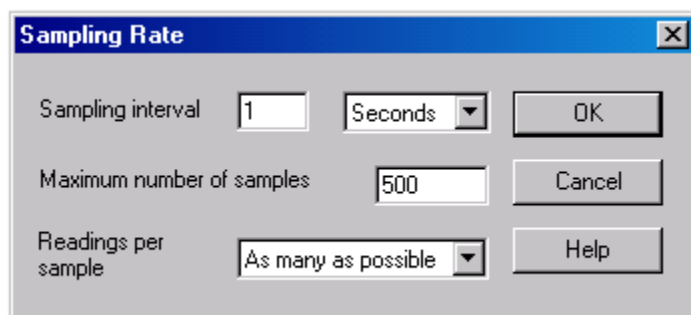 Sampling Rate
Sampling interval 1 Seconds OK
Maximum number of samples 500 Cancel
Readings per
sample As many as possible Help